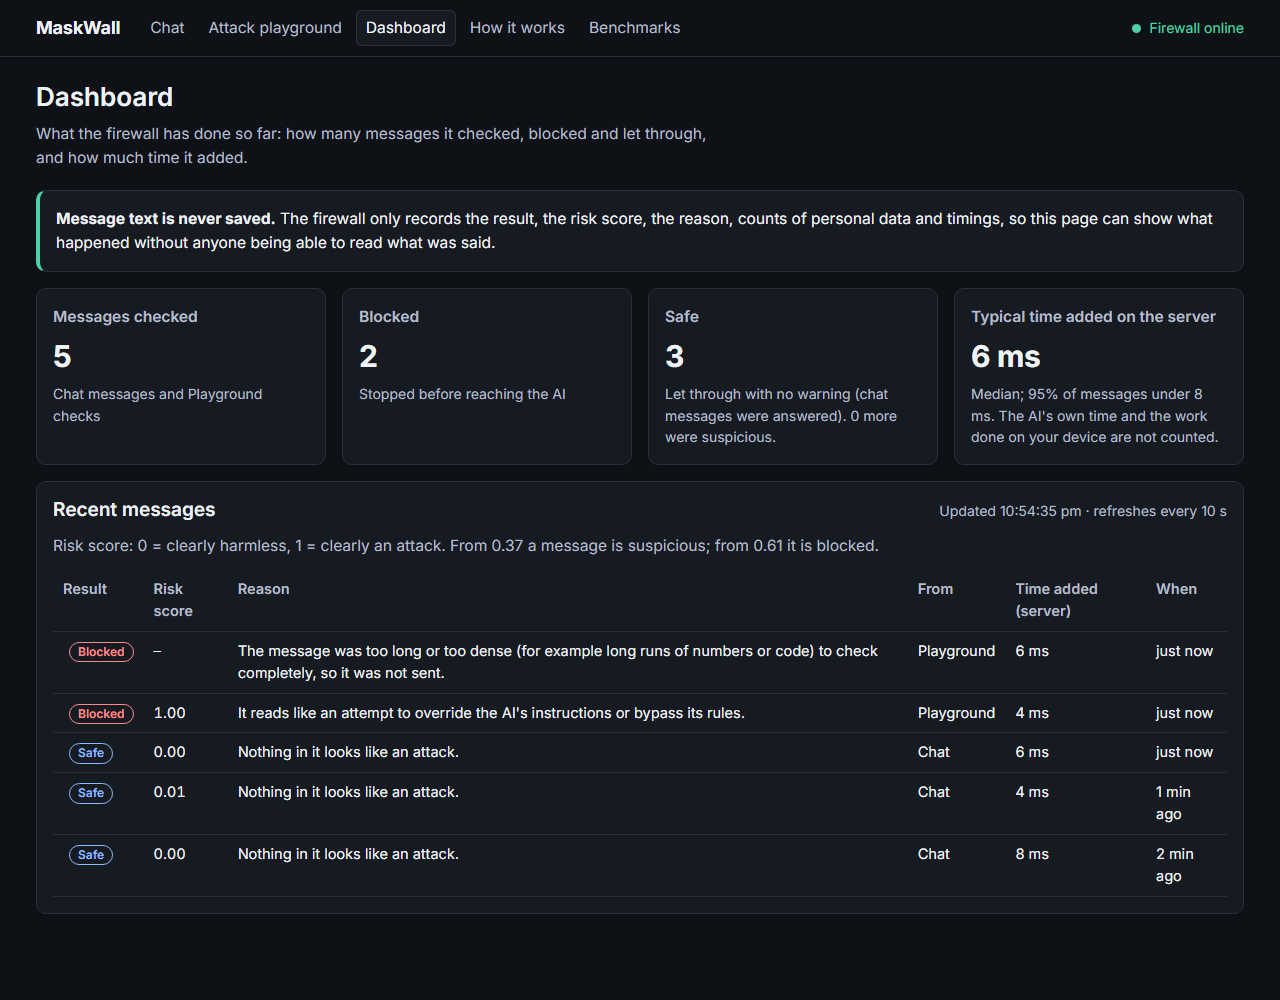 MaskWall Chat Attack playground Dashboard How it works Benchmarks Firewall online
Dashboard
What the firewall has done so far: how many messages it checked, blocked and let through,
and how much time it added.
Message text is never saved. The firewall only records the result, the risk score, the reason, counts of personal data and timings, so this page can show what
happened without anyone being able to read what was said.
Messages checked
5
Chat messages and Playground
checks
Blocked
2
Stopped before reaching the AI
Safe
3
Let through with no warning (chat
messages were answered). 0 more
were suspicious.
Typical time added on the server
6 ms
Median; 95% of messages under 8
ms. The AI's own time and the work
done on your device are not counted.
Recent messages
Updated 10:54:35 pm · refreshes every 10 s
Risk score: 0 = clearly harmless, 1 = clearly an attack. From 0.37 a message is suspicious; from 0.61 it is blocked.
Result Risk score Reason From Time added (server) When
Blocked – The message was too long or too dense (for example long runs of numbers or code) to check Playground 6 ms just now
completely, so it was not sent.
Blocked 1.00 It reads like an attempt to override the AI's instructions or bypass its rules. Playground 4 ms just now
Safe 0.00 Nothing in it looks like an attack. Chat 6 ms just now
Safe 0.01 Nothing in it looks like an attack. Chat 4 ms 1 min
ago
Safe 0.00 Nothing in it looks like an attack. Chat 8 ms 2 min
ago